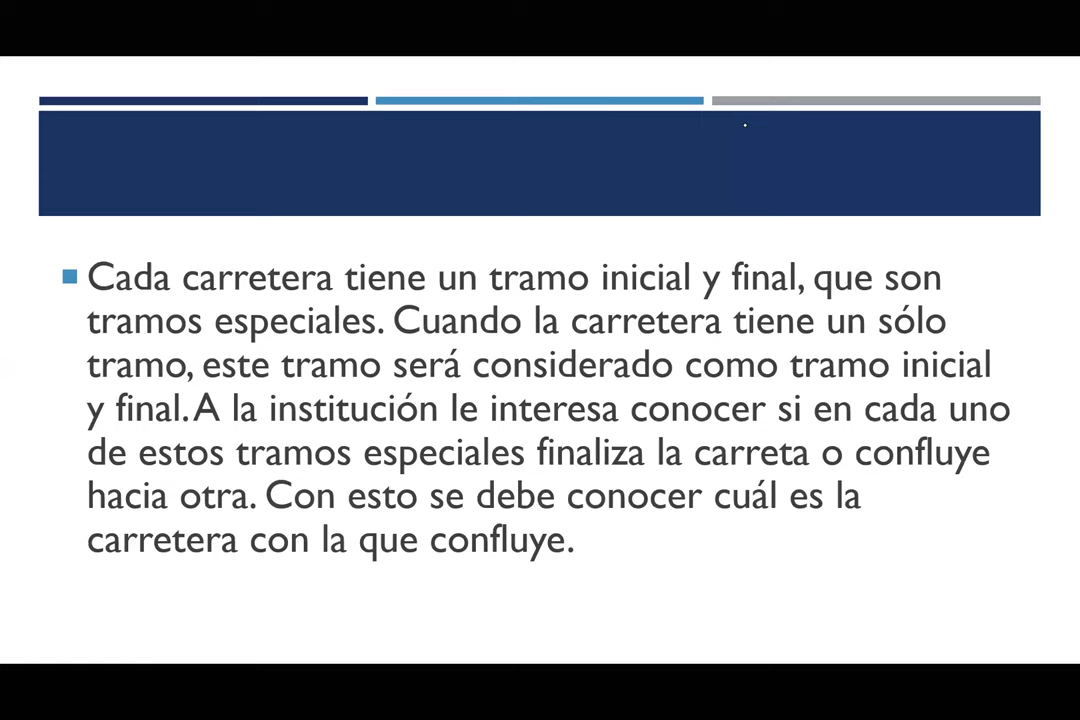 Cada carretera tiene un tramo inicial y final, que son
tramos especiales. Cuando la carretera tiene un sólo
tramo, este tramo será considerado como tramo inicial
y final. A la institución le interesa conocer si en cada uno
de estos tramos especiales finaliza la carreta o confluye
hacia otra. Con esto se debe conocer cuál es la
carretera con la que confluye.